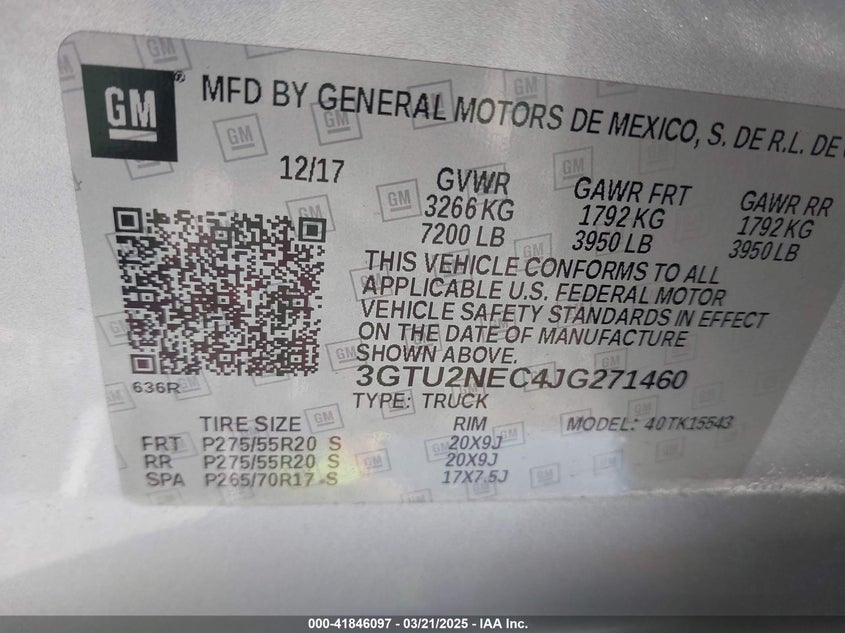 GM
MFD BY GENERAL MOTORS DE MEXICO, S. DE R.L. DE
12/17
GVWR GAWR FRT GAWR RR
3266 KG 1792 KG 1792 KG
7200 LB 3950 LB 3950 LB
THIS VEHICLE CONFORMS TO ALL
APPLICABLE U.S. FEDERAL MOTOR
VEHICLE SAFETY STANDARDS IN EFFECT
ON THE DATE OF MANUFACTURE
SHOWN ABOVE.
636R
3GTU2NEC4JG271460
TYPE: TRUCK
TIRE SIZE RIM MODEL: 40TK15543
FRT P275/55R20 S 20X9J
RR P275/55R20 S 20X9J
SPA P265/70R17 S 17X7.5J
000-41846097 - 03/21/2025 - IAA Inc.